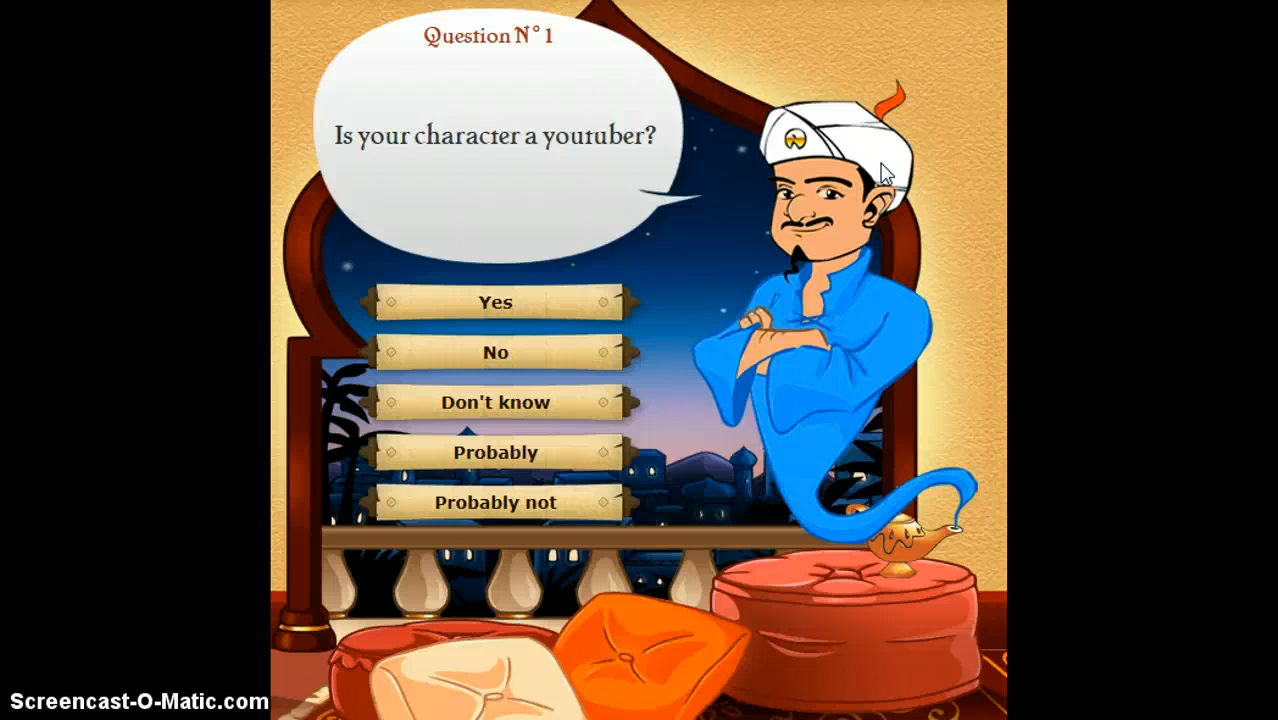 Question N° 1
Is your character a youtuber?
Yes
No
Don't know
Probably
Probably not
Screencast-O-Matic.com